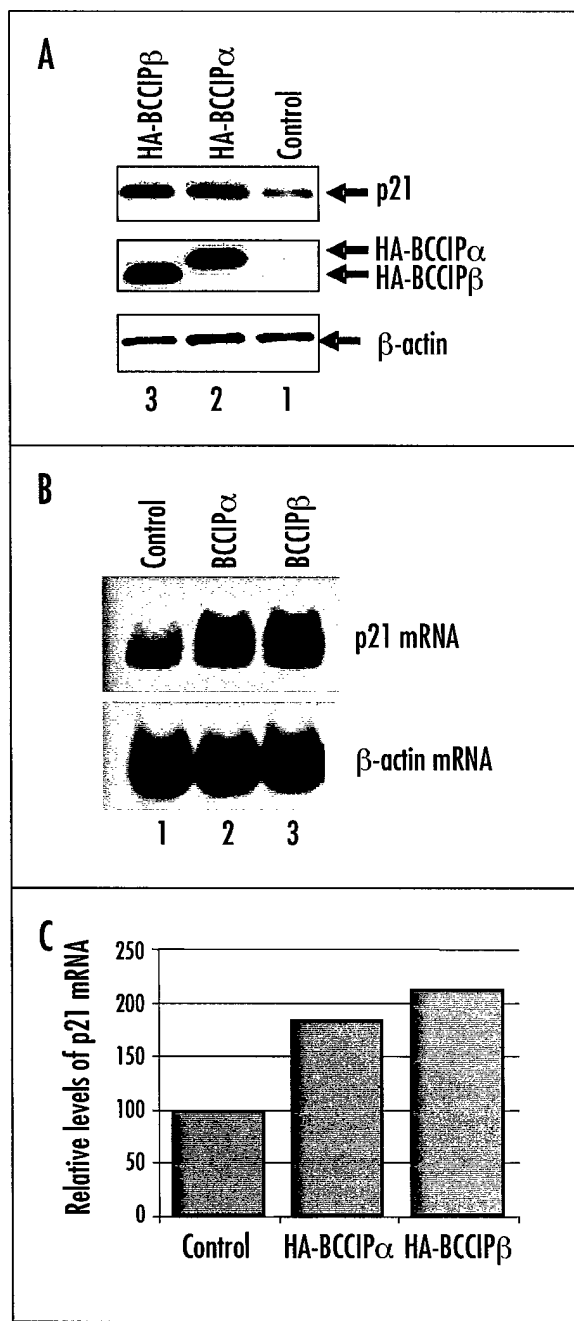 A
HA-BCCIPβ
HA-BCCIPα
Control
p21
HA-BCCIPα
HA-BCCIPβ
β-actin
3 2 1
B
Control
BCCIPα
BCCIPβ
p21 mRNA
β-actin mRNA
1 2 3
C
Relative levels of p21 mRNA
250
200
150
100
50
0
Control HA-BCCIPα HA-BCCIPβ